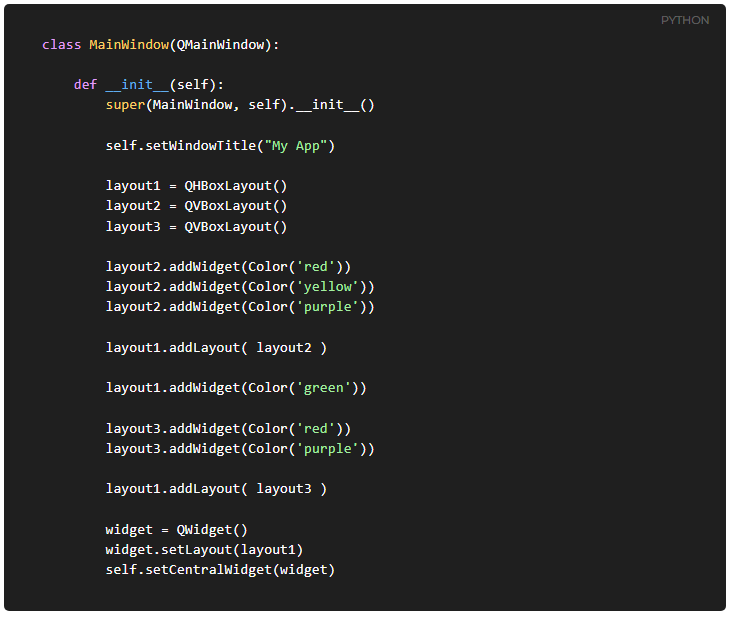 PYTHON
class MainWindow(QMainWindow):
def __init__(self):
super(MainWindow, self).__init__()
self.setWindowTitle("My App")
layout1 = QHBoxLayout()
layout2 = QVBoxLayout()
layout3 = QVBoxLayout()
layout2.addWidget(Color('red'))
layout2.addWidget(Color('yellow'))
layout2.addWidget(Color('purple'))
layout1.addLayout( layout2 )
layout1.addWidget(Color('green'))
layout3.addWidget(Color('red'))
layout3.addWidget(Color('purple'))
layout1.addLayout( layout3 )
widget = QWidget()
widget.setLayout(layout1)
self.setCentralWidget(widget)